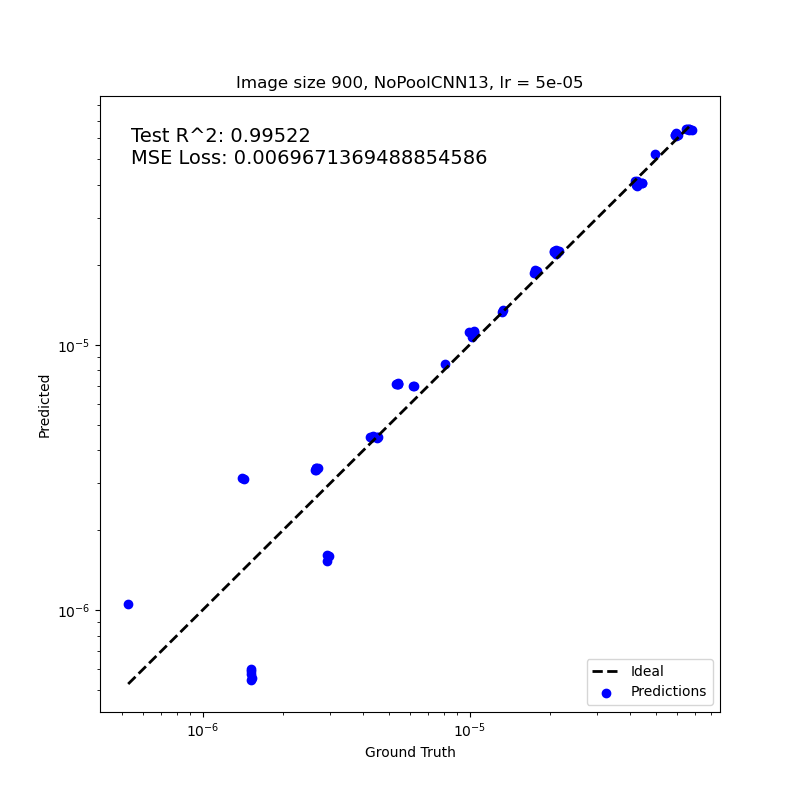 Image size 900, NoPoolCNN13, lr = 5e-05
Test R^2: 0.99522
MSE Loss: 0.0069671369488854586
10⁻⁵
Predicted
10⁻⁶
Ideal
Predictions
10⁻⁶ 10⁻⁵
Ground Truth